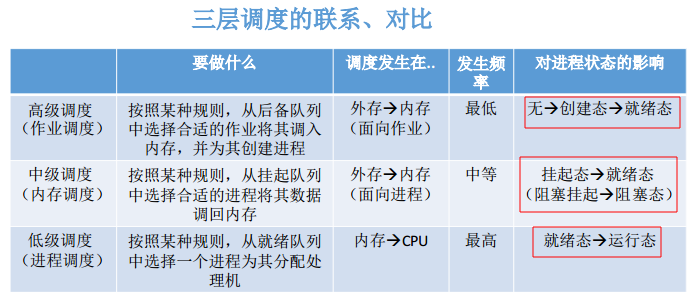 三层调度的联系、对比
要做什么
调度发生在..
发生频
率
对进程状态的影响
高级调度
（作业调度）
按照某种规则，从后备队列
中选择合适的作业将其调入
内存，并为其创建进程
外存→内存
（面向作业）
最低
无→创建态→就绪态
中级调度
（内存调度）
按照某种规则，从挂起队列
中选择合适的进程将其数据
调回内存
外存→内存
（面向进程）
中等
挂起态→就绪态
（阻塞挂起→阻塞态）
低级调度
（进程调度）
按照某种规则，从就绪队列
中选择一个进程为其分配处
理机
内存→CPU
最高
就绪态→运行态